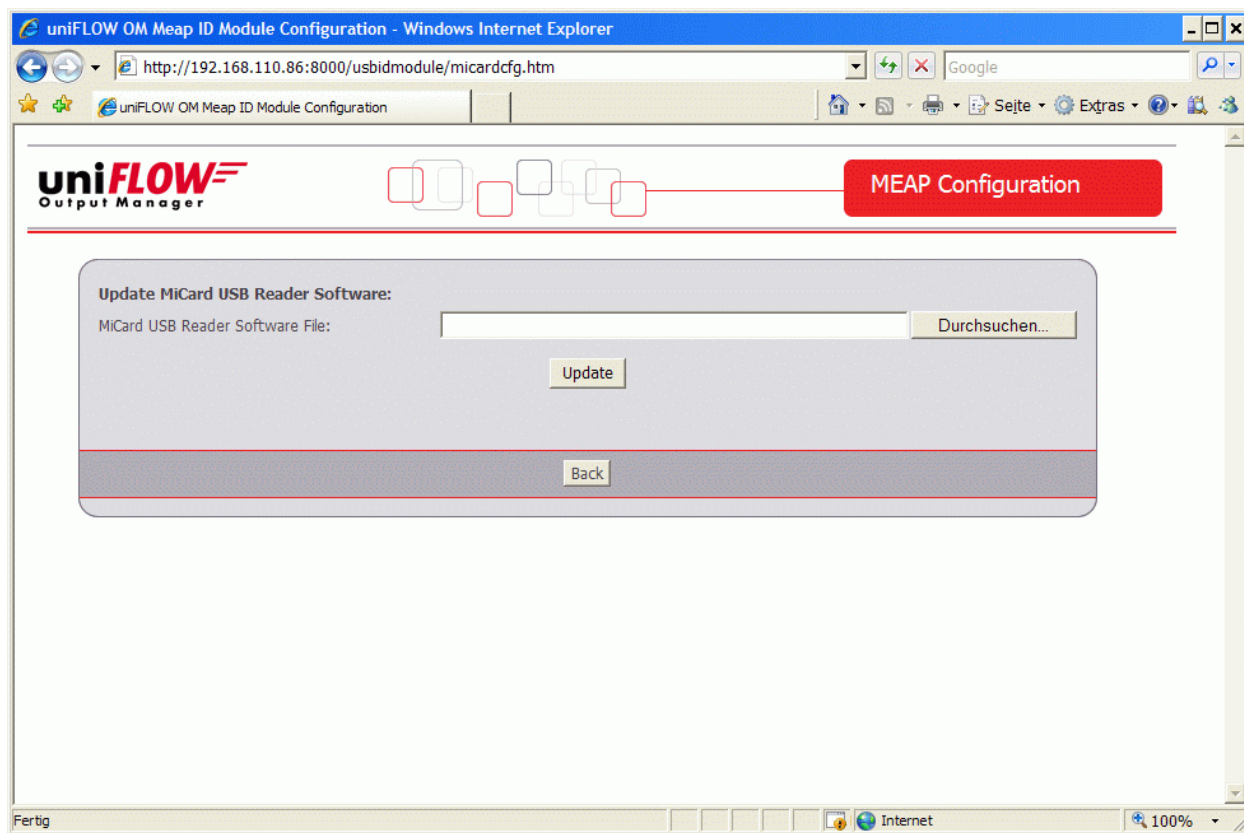 uniFLOW OM Meap ID Module Configuration - Windows Internet Explorer
http://192.168.110.86:8000/usbidmodule/micardcfg.htm
Google
uniFLOW OM Meap ID Module Configuration
Seite
Extras
uniFLOW
Output Manager
MEAP Configuration
Update MiCard USB Reader Software:
MiCard USB Reader Software File:
Durchsuchen...
Update
Back
Fertig
Internet
100%